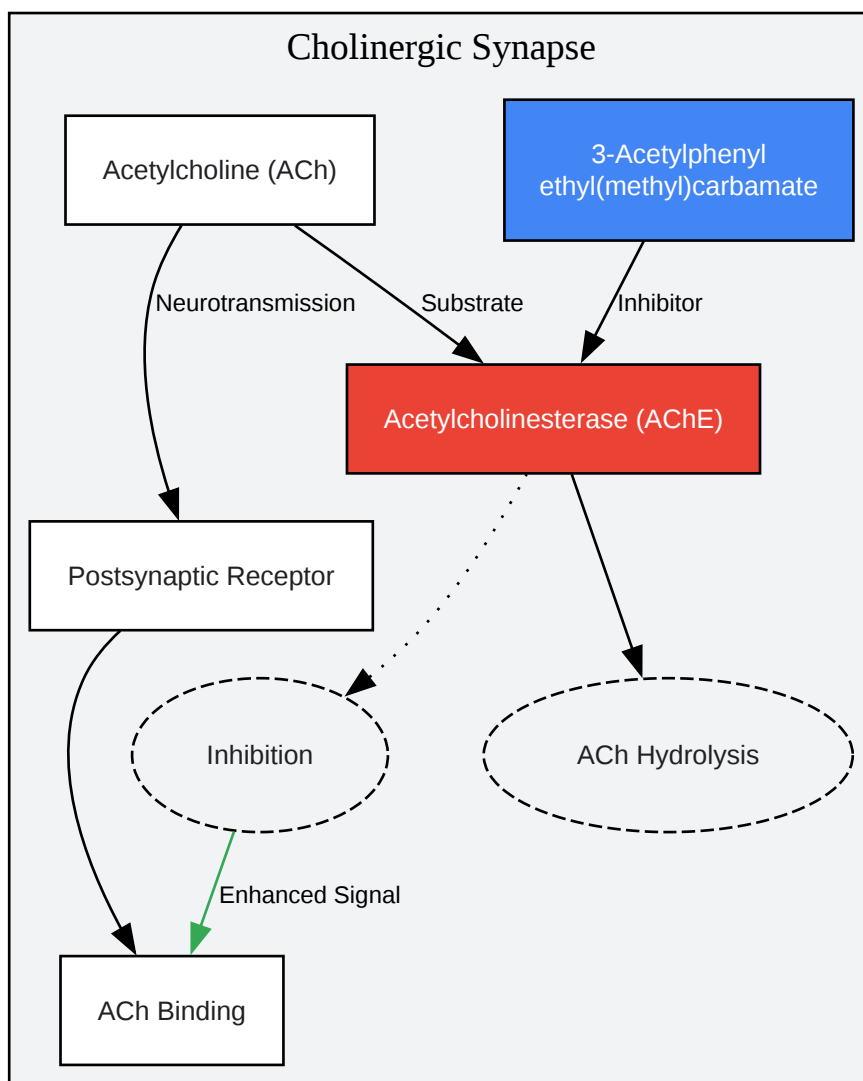 Cholinergic Synapse
Acetylcholine (ACh)
3-Acetylphenyl
ethyl(methyl)carbamate
Neurotransmission
Substrate
Inhibitor
Acetylcholinesterase (AChE)
Postsynaptic Receptor
Inhibition
ACh Hydrolysis
Enhanced Signal
ACh Binding